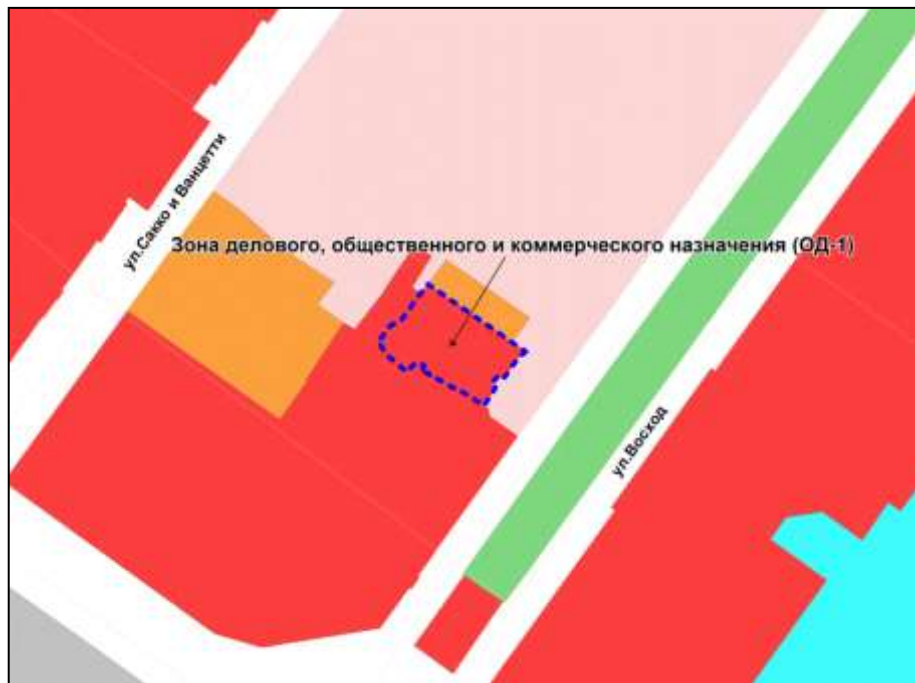 ул.Сакко и Ванцетти
Зона делового, общественного и коммерческого назначения (ОД-1)
ул.Восход